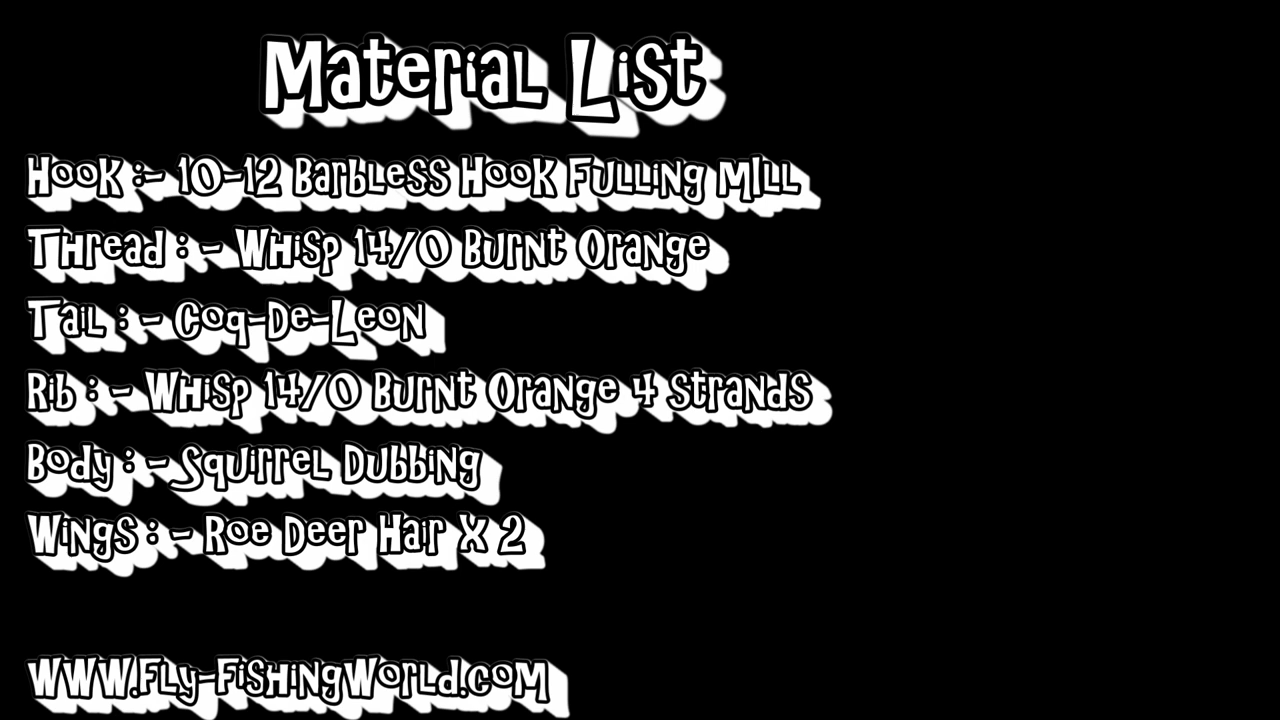 Material List
Hook :- 10-12 Barbless Hook Fulling Mill
Thread : - Whisp 14/0 Burnt Orange
Tail : - Coq-De-Leon
Rib : - Whisp 14/0 Burnt Orange 4 strands
Body : - Squirrel Dubbing
Wings : - Roe Deer Hair X 2
WWW.Fly-FishingWorld.com